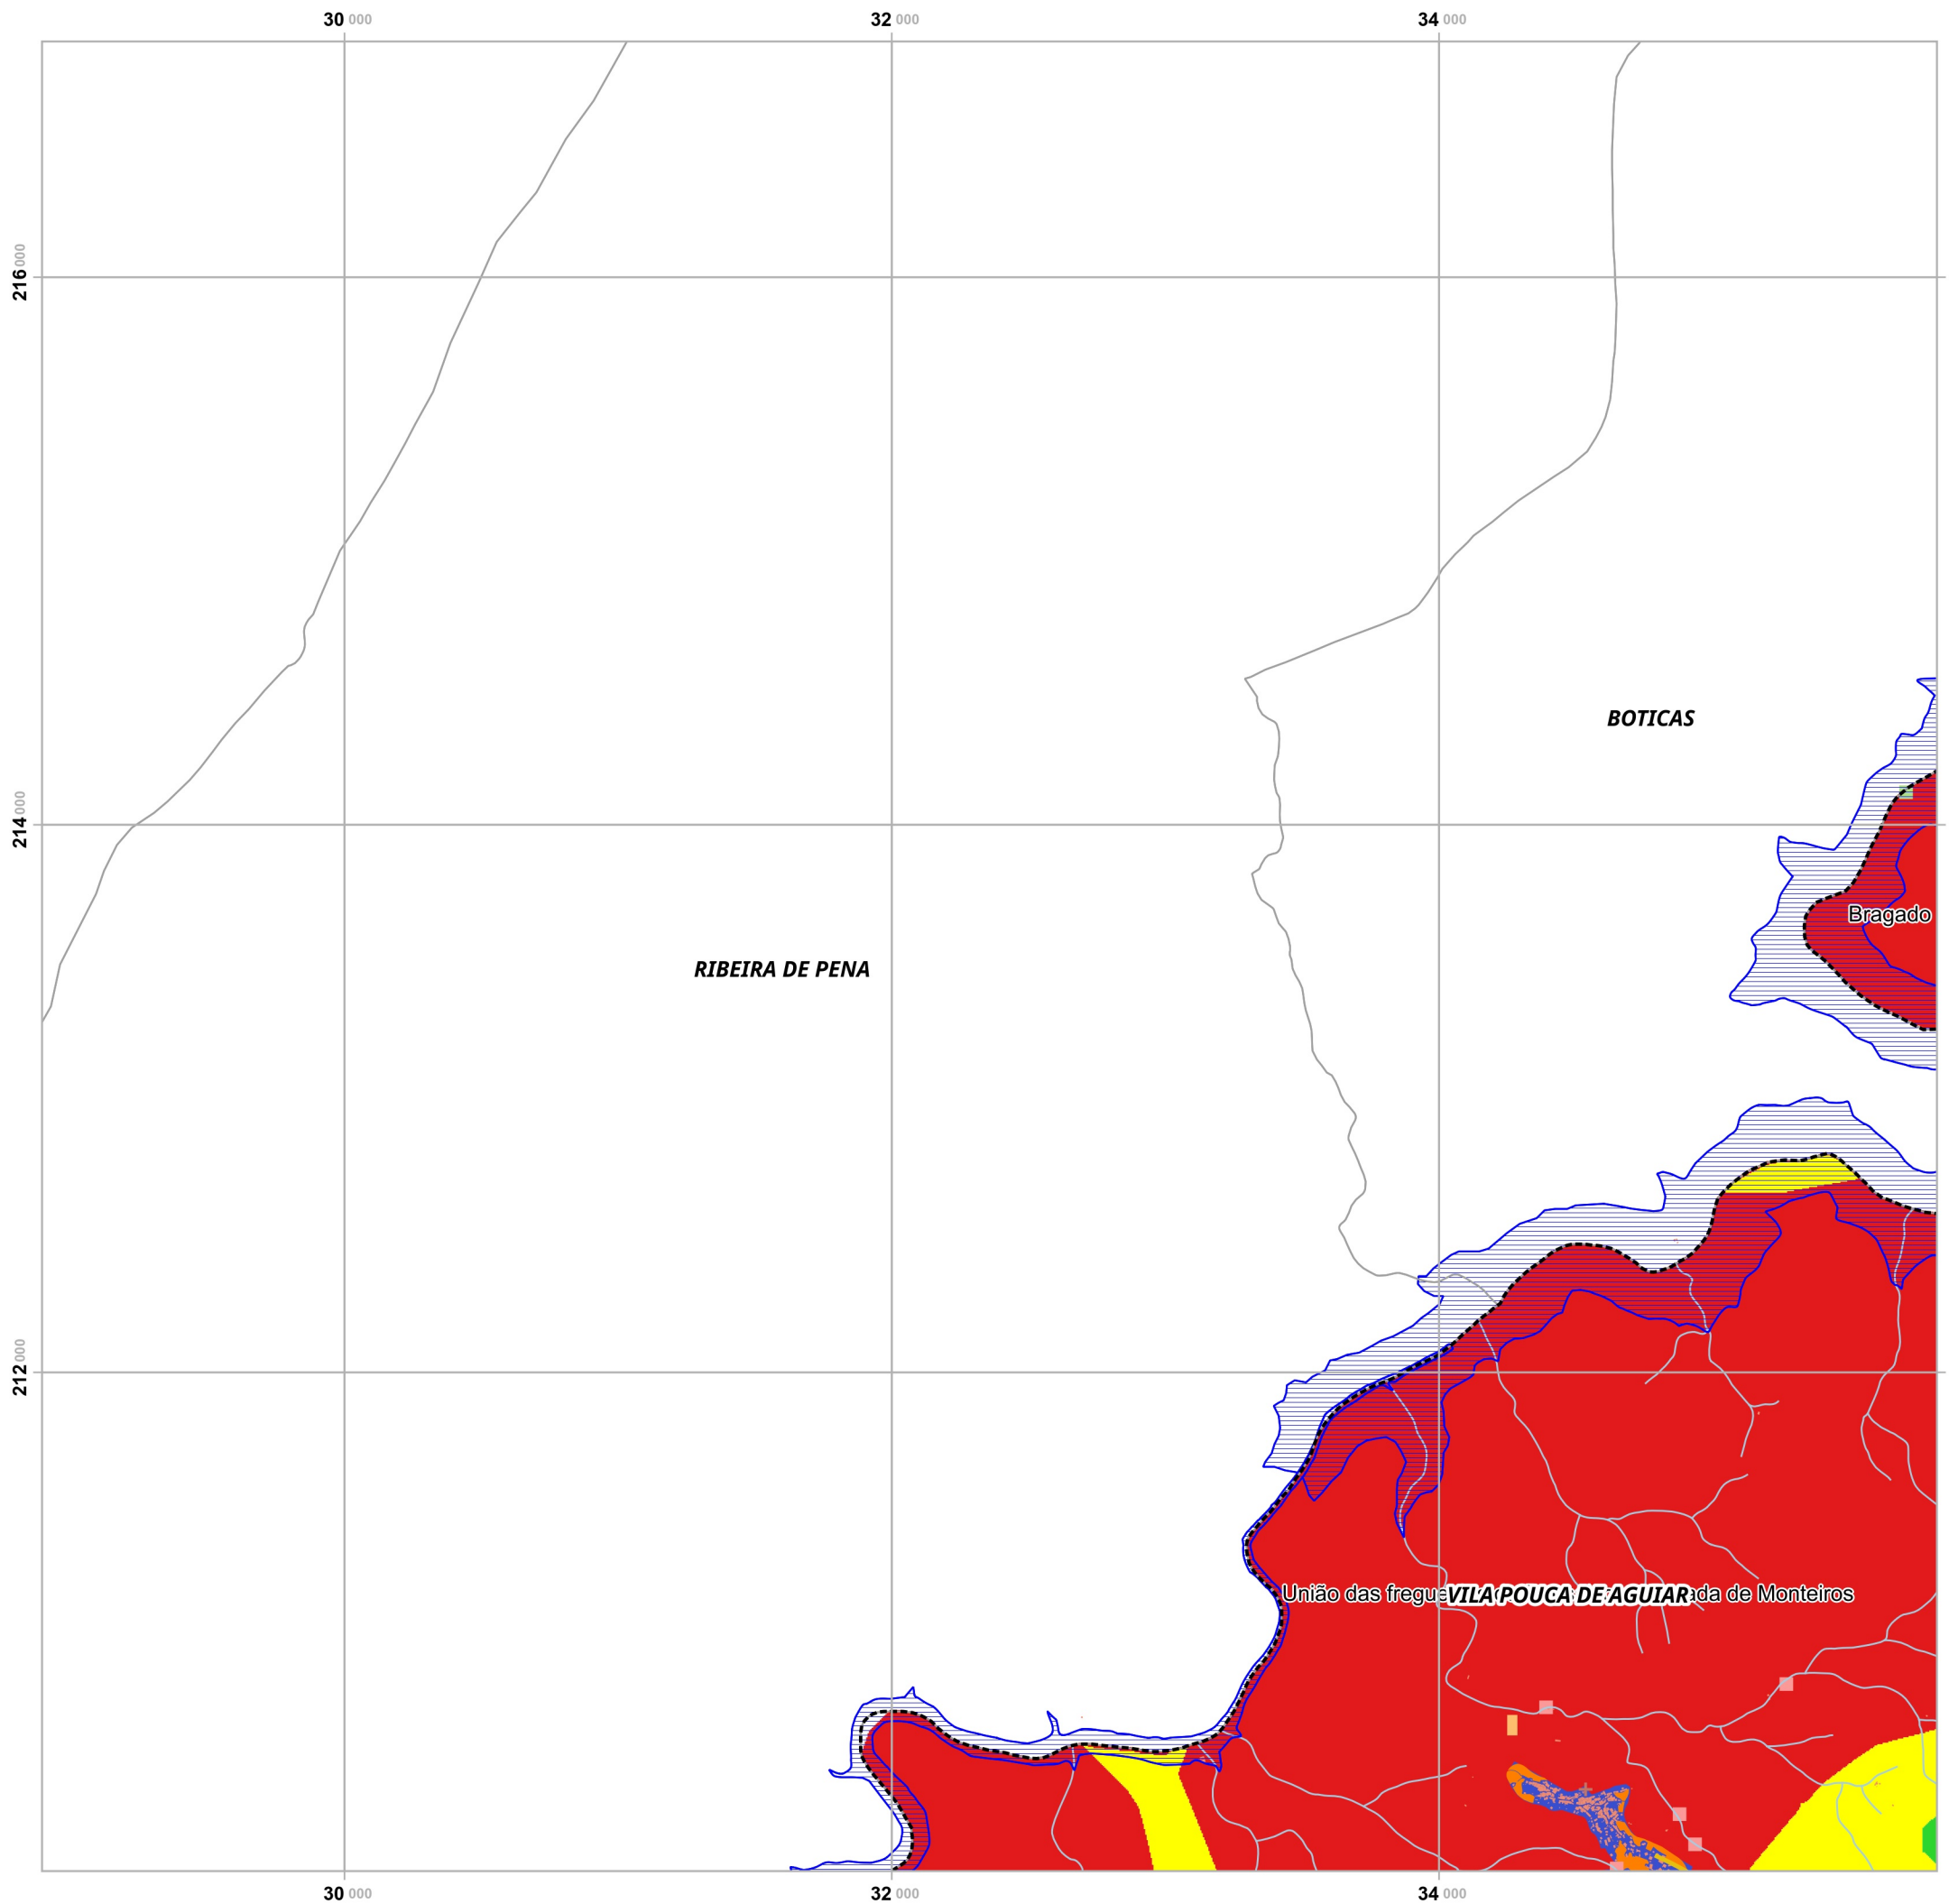 30 000 32 000 34 000
216 000
BOTICAS
214 000
Bragado
RIBEIRA DE PENA
212 000
União das fregue VILA POUCA DE AGUIAR ada de Monteiros
30 000 32 000 34 000